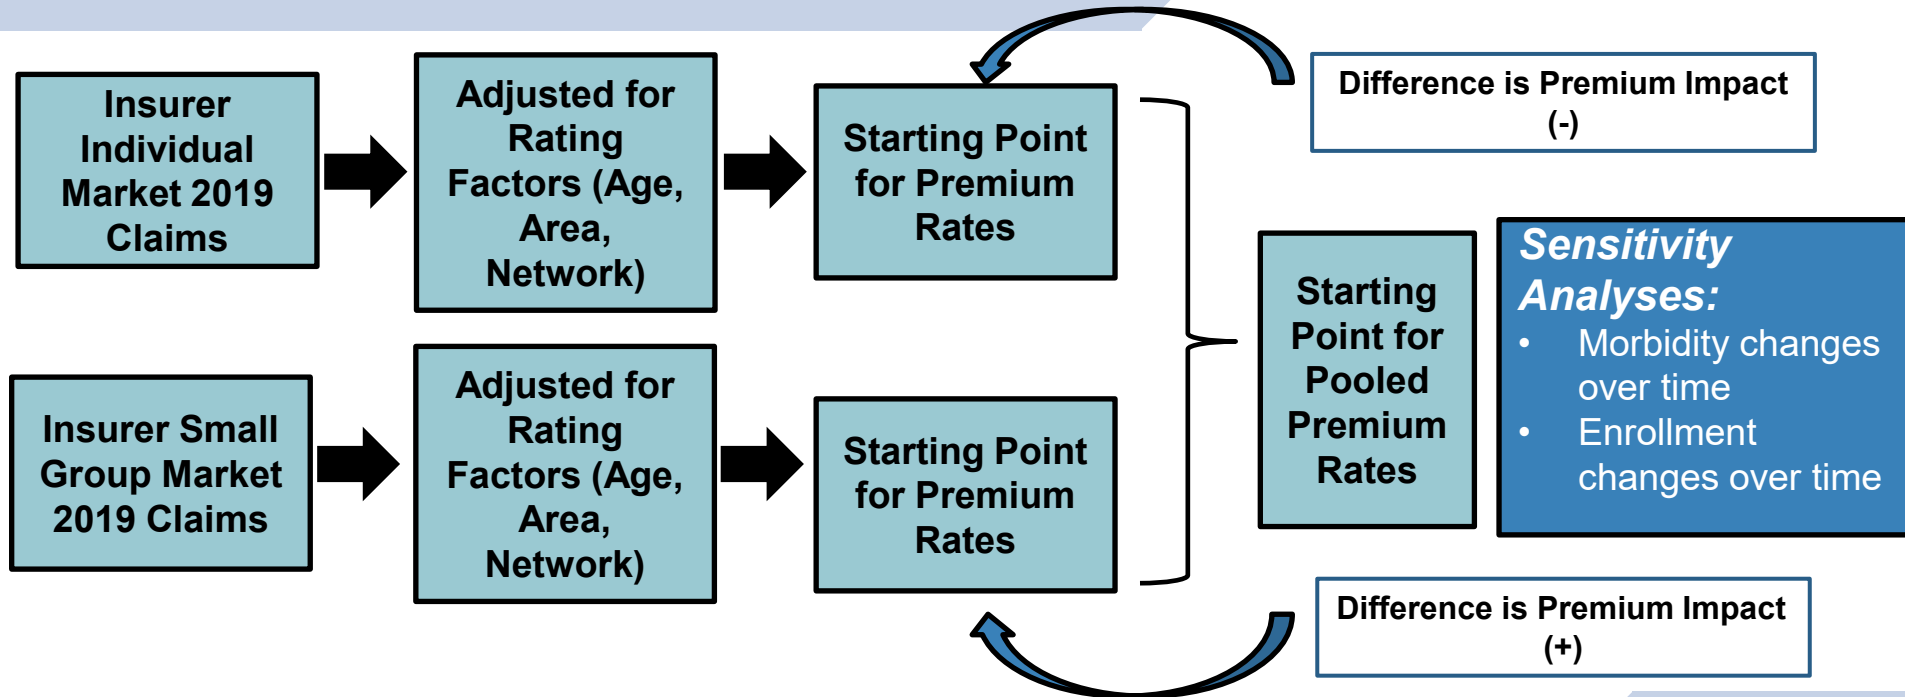 Insurer
Individual
Market 2019
Claims
Adjusted for
Rating
Factors (Age,
Area,
Network)
Starting Point
for Premium
Rates
Difference is Premium Impact
(-)
Insurer Small
Group Market
2019 Claims
Adjusted for
Rating
Factors (Age,
Area,
Network)
Starting Point
for Premium
Rates
Starting
Point for
Pooled
Premium
Rates
Sensitivity
Analyses:
• Morbidity changes
over time
• Enrollment
changes over time
Difference is Premium Impact
(+)